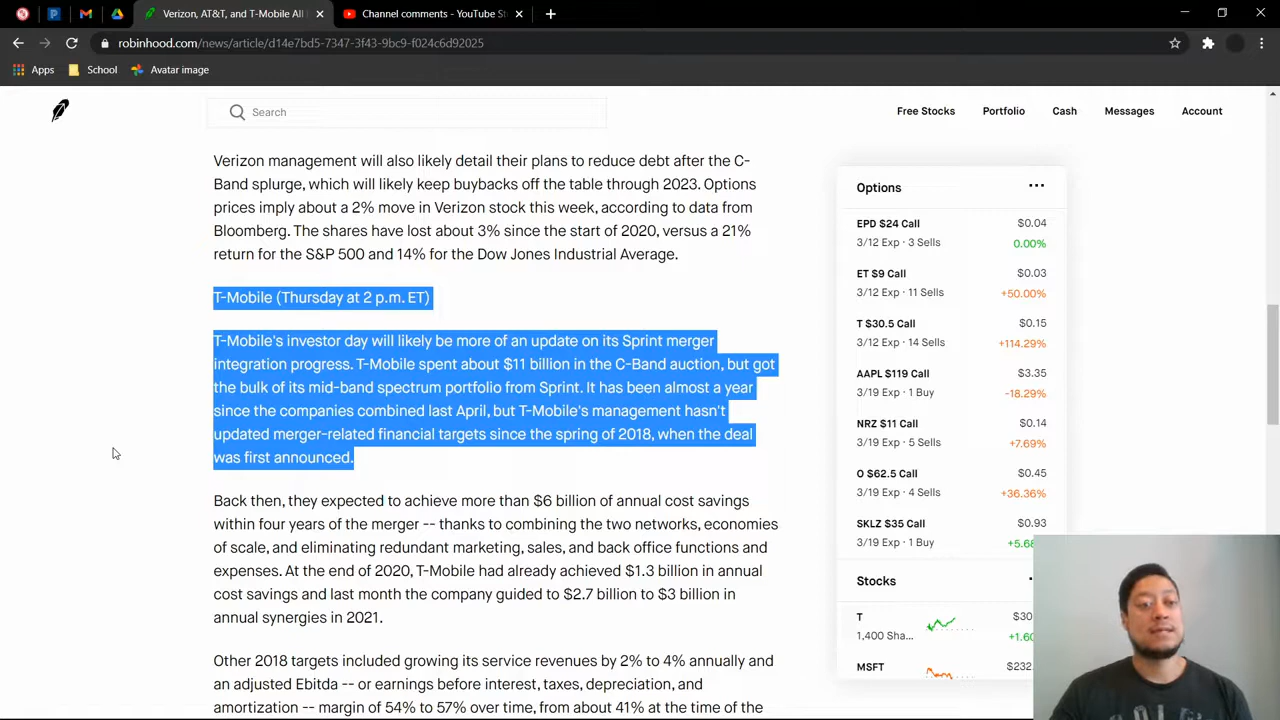 Verizon, AT&T, and T-Mobile All
Channel comments - YouTube St
robinhood.com/news/article/d14e7bd5-7347-3f43-9bc9-f024c6d92025
Apps
School
Avatar image
Search
Free Stocks
Portfolio
Cash
Messages
Account
Verizon management will also likely detail their plans to reduce debt after the C-
Band splurge, which will likely keep buybacks off the table through 2023. Options
prices imply about a 2% move in Verizon stock this week, according to data from
Bloomberg. The shares have lost about 3% since the start of 2020, versus a 21%
return for the S&P 500 and 14% for the Dow Jones Industrial Average.
T-Mobile (Thursday at 2 p.m. ET)
T-Mobile's investor day will likely be more of an update on its Sprint merger
integration progress. T-Mobile spent about $11 billion in the C-Band auction, but got
the bulk of its mid-band spectrum portfolio from Sprint. It has been almost a year
since the companies combined last April, but T-Mobile's management hasn't
updated merger-related financial targets since the spring of 2018, when the deal
was first announced.
Back then, they expected to achieve more than $6 billion of annual cost savings
within four years of the merger -- thanks to combining the two networks, economies
of scale, and eliminating redundant marketing, sales, and back office functions and
expenses. At the end of 2020, T-Mobile had already achieved $1.3 billion in annual
cost savings and last month the company guided to $2.7 billion to $3 billion in
annual synergies in 2021.
Other 2018 targets included growing its service revenues by 2% to 4% annually and
an adjusted Ebitda -- or earnings before interest, taxes, depreciation, and
amortization -- margin of 54% to 57% over time, from about 41% at the time of the
Options
EPD $24 Call $0.04
3/12 Exp · 3 Sells 0.00%
ET $9 Call $0.03
3/12 Exp · 11 Sells +50.00%
T $30.5 Call $0.15
3/12 Exp · 14 Sells +114.29%
AAPL $119 Call $3.35
3/19 Exp · 1 Buy -18.29%
NRZ $11 Call $0.14
3/19 Exp · 5 Sells +7.69%
O $62.5 Call $0.45
3/19 Exp · 4 Sells +36.36%
SKLZ $35 Call $0.93
3/19 Exp · 1 Buy +5.68
Stocks
T $30
1,400 Sha... +1.60
MSFT $232.